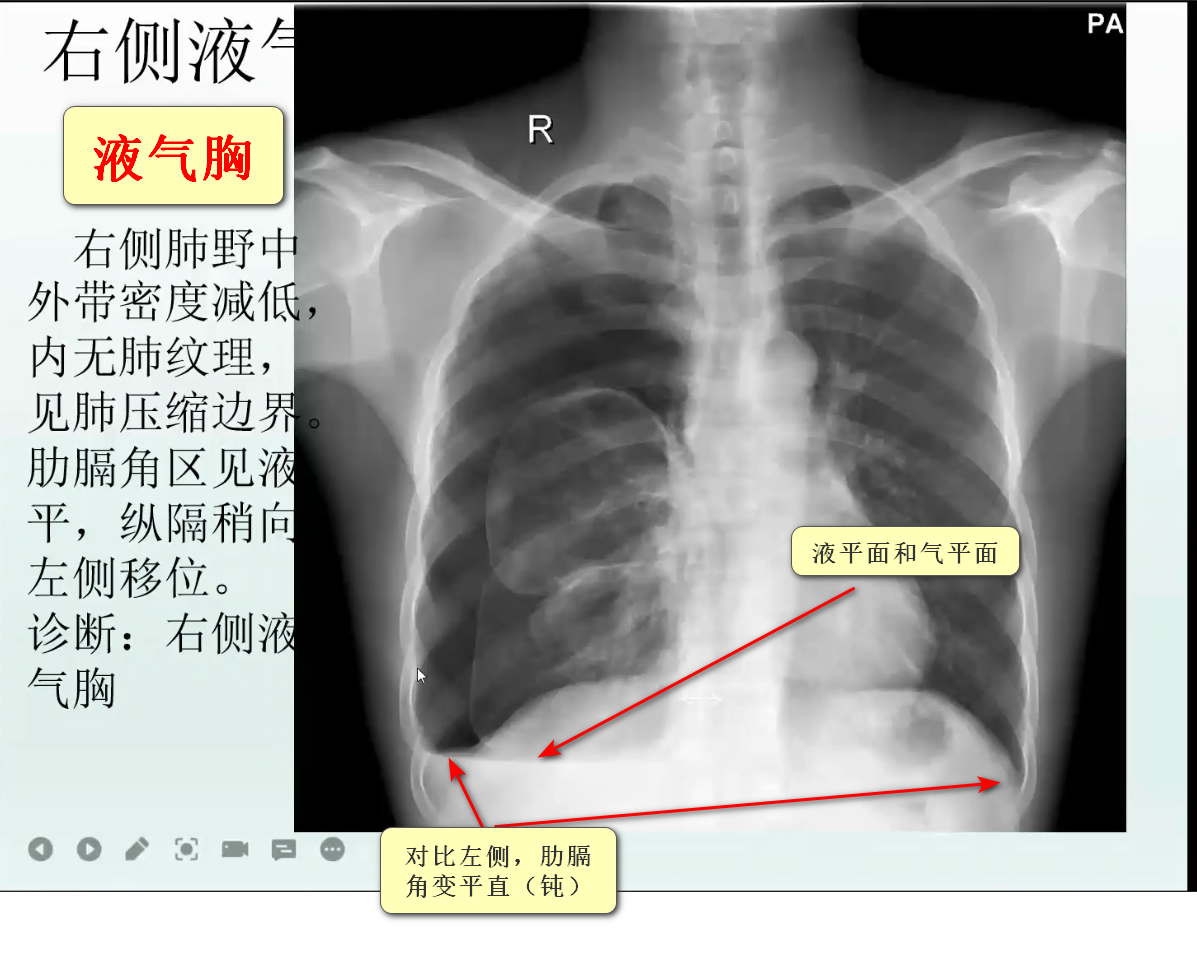 右侧液气
PA
R
液气胸
右侧肺野中
外带密度减低，
内无肺纹理，
见肺压缩边界。
肋膈角区见液
平，纵隔稍向
左侧移位。
诊断：右侧液
气胸
液平面和气平面
对比左侧，肋膈
角变平直（钝）